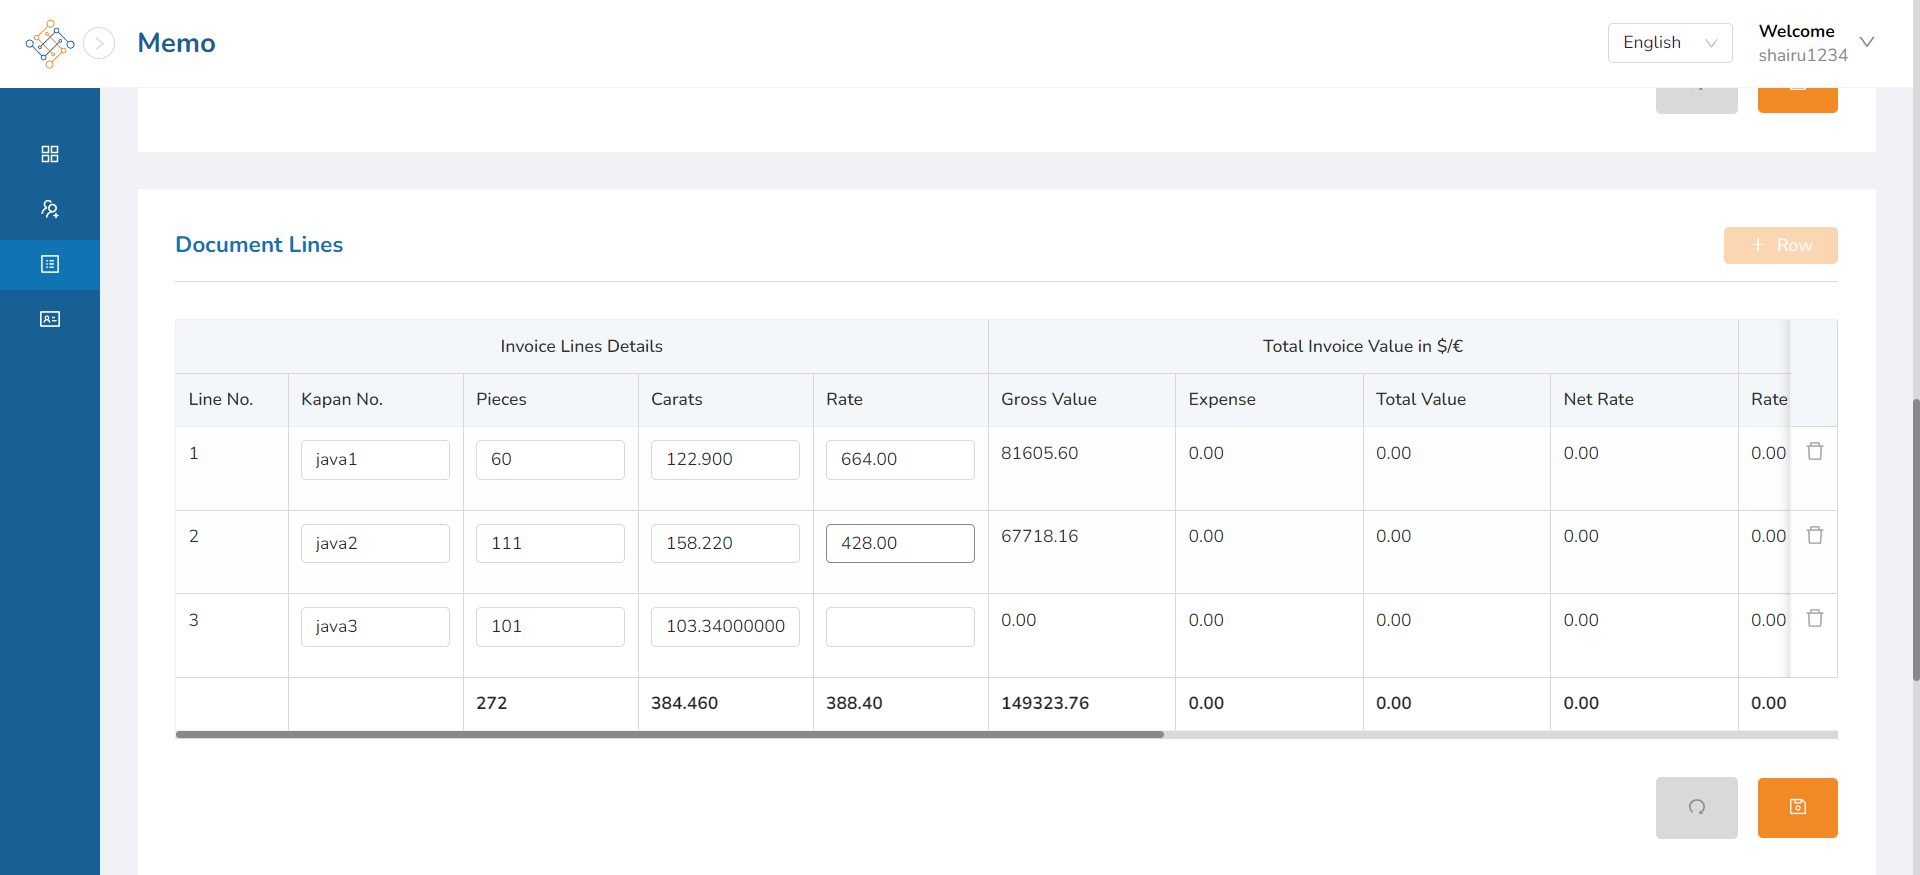 Memo
English
Welcome
shairu1234
Document Lines
+ Row
Invoice Lines Details Total Invoice Value in $/€
Line No. Kapan No. Pieces Carats Rate Gross Value Expense Total Value Net Rate Rate
1 java1 60 122.900 664.00 81605.60 0.00 0.00 0.00 0.00
2 java2 111 158.220 428.00 67718.16 0.00 0.00 0.00 0.00
3 java3 101 103.34000000 0.00 0.00 0.00 0.00 0.00
272 384.460 388.40 149323.76 0.00 0.00 0.00 0.00